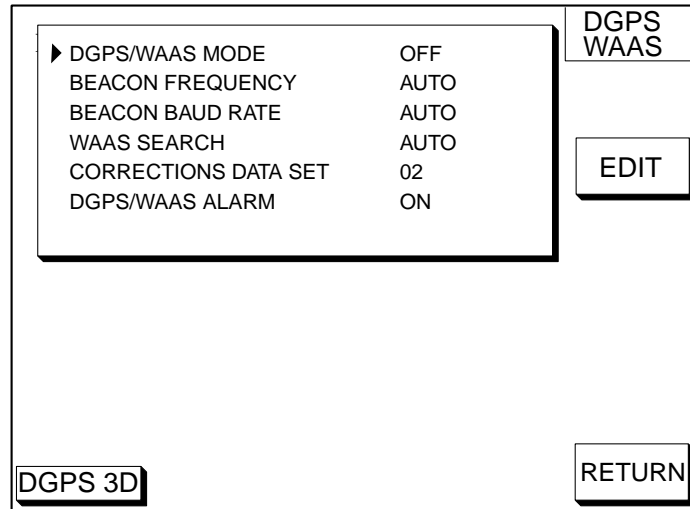 DGPS
WAAS
DGPS/WAAS MODE OFF
BEACON FREQUENCY AUTO
BEACON BAUD RATE AUTO
WAAS SEARCH AUTO
CORRECTIONS DATA SET 02
DGPS/WAAS ALARM ON
EDIT
DGPS 3D
RETURN